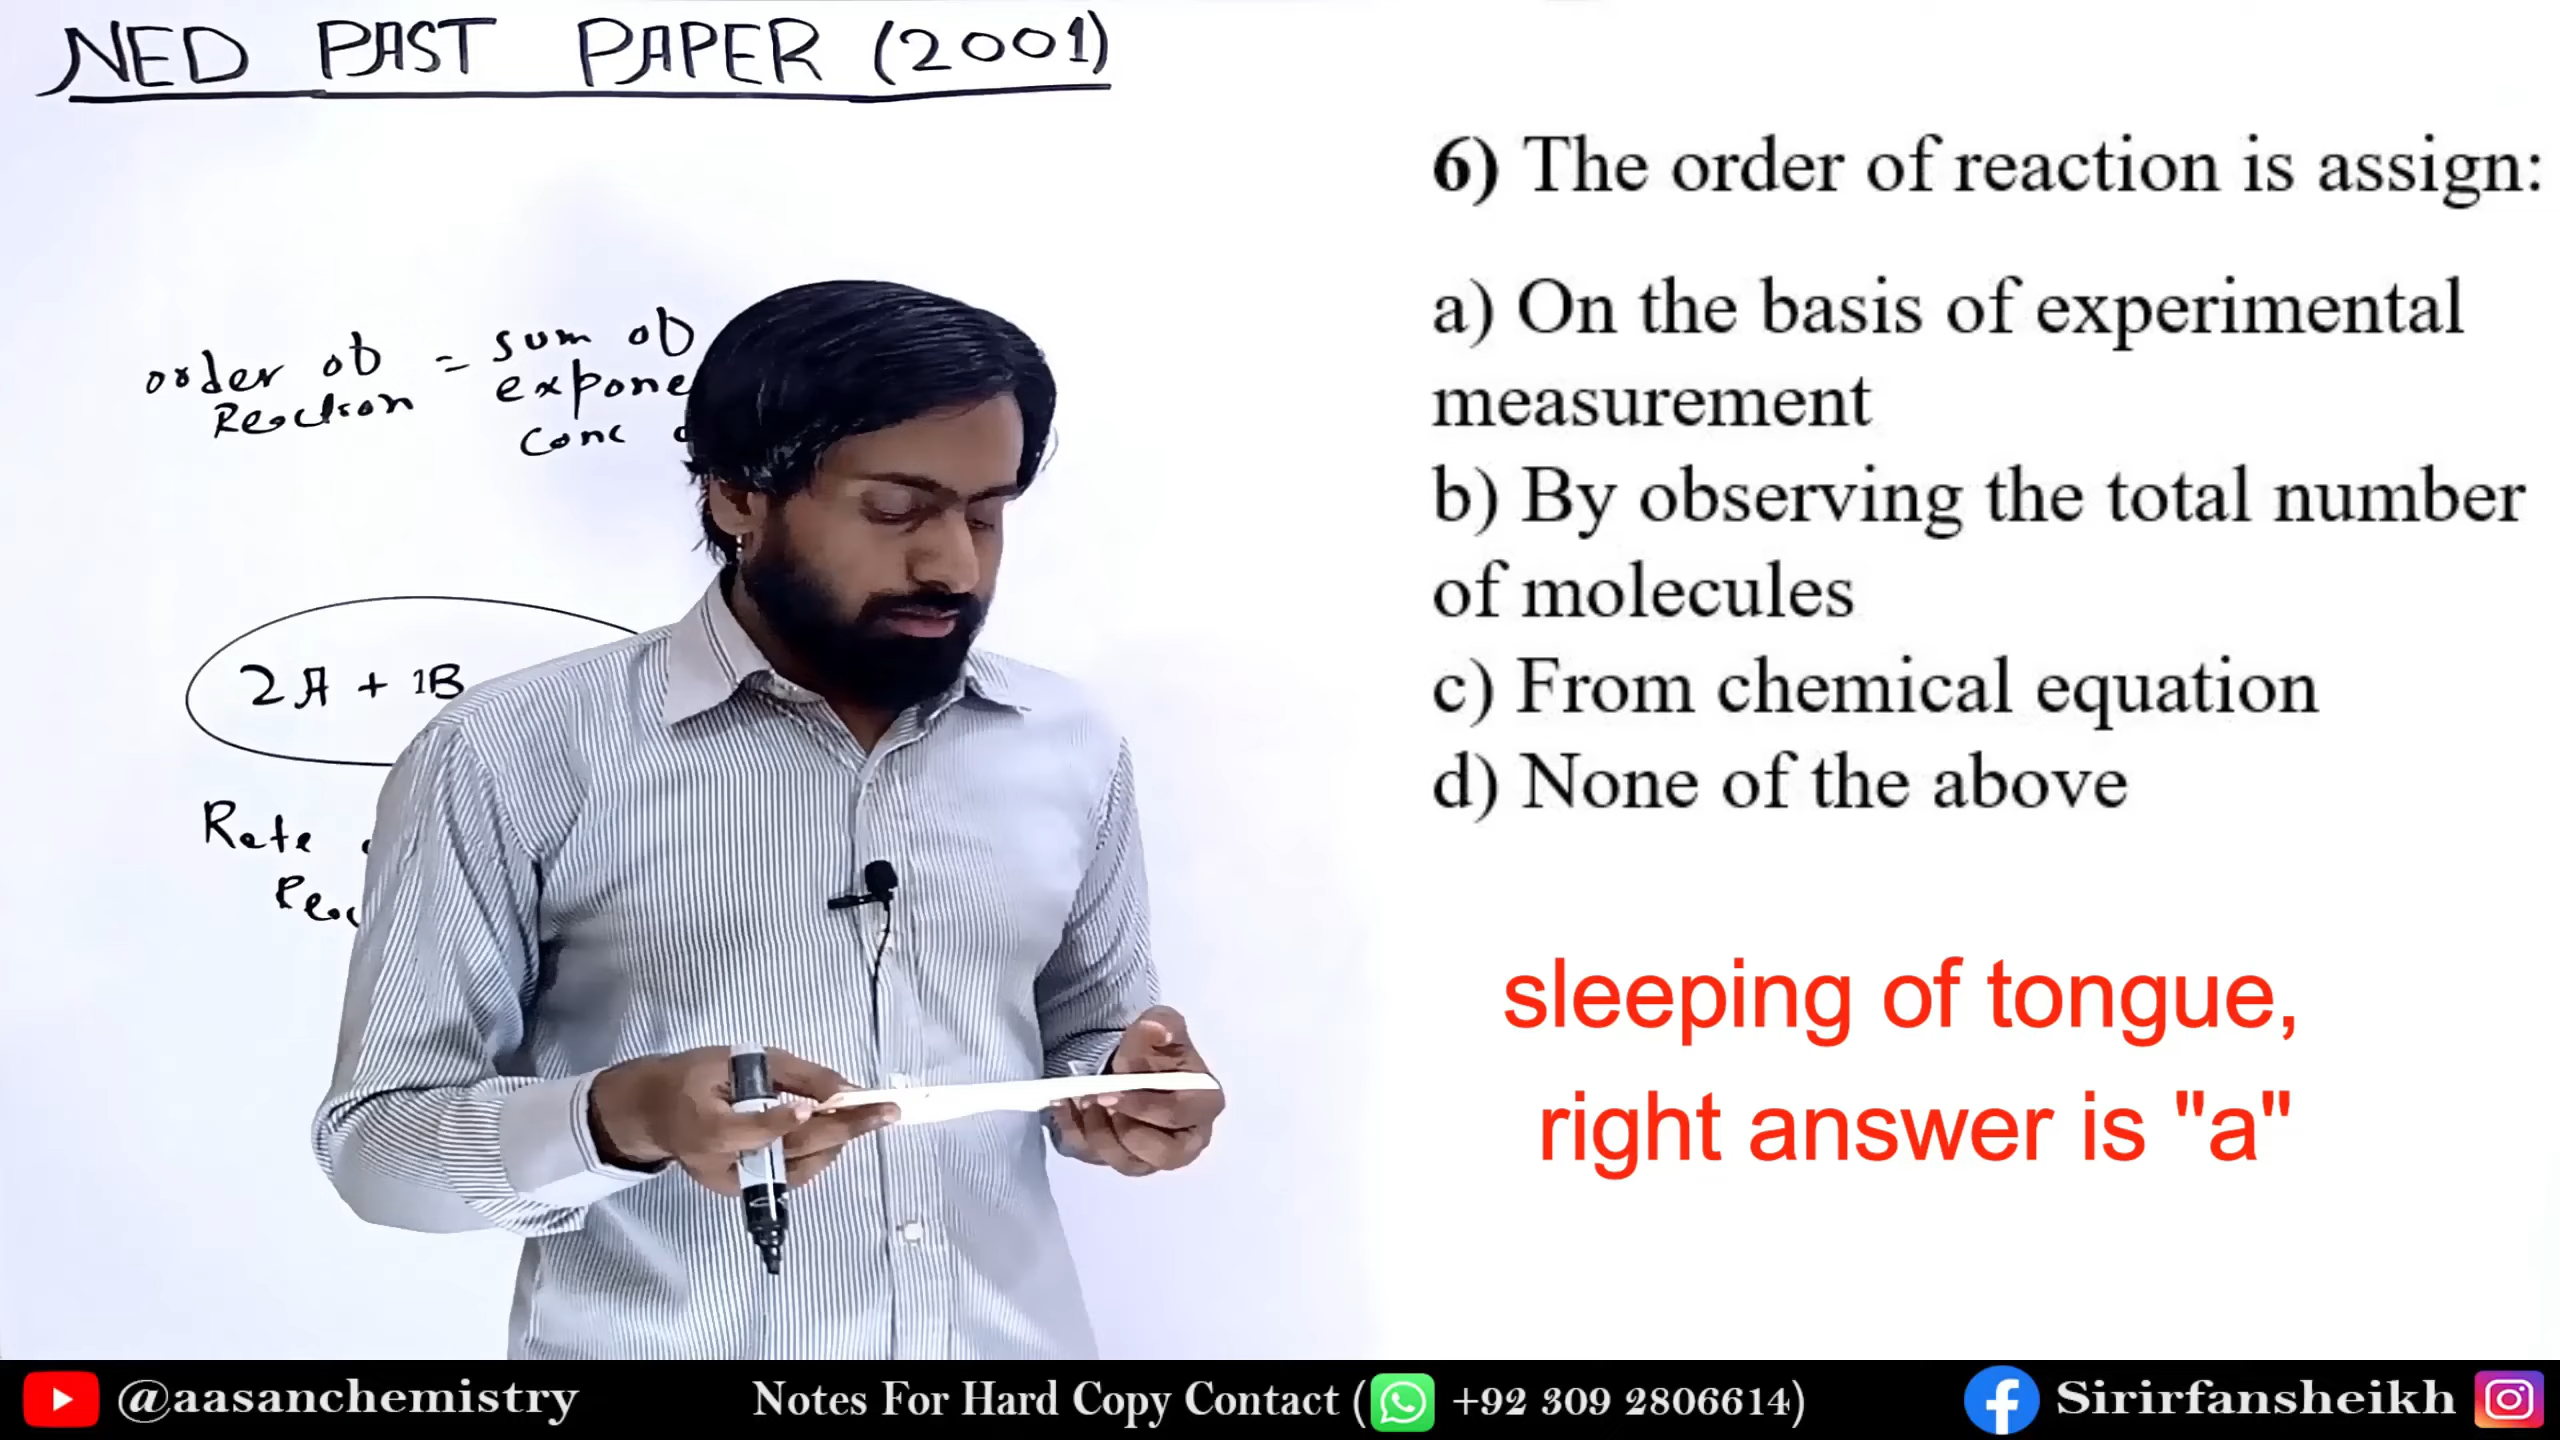 NED PAST PAPER (2001)
order of = sum of
Reaction
conc
2A + 1B
Rate
6) The order of reaction is assign:
a) On the basis of experimental
measurement
b) By observing the total number
of molecules
c) From chemical equation
d) None of the above
sleeping of tongue,
right answer is "a"
@aasanchemistry
Notes For Hard Copy Contact ( +92 309 2806614)
Sirirfansheikh